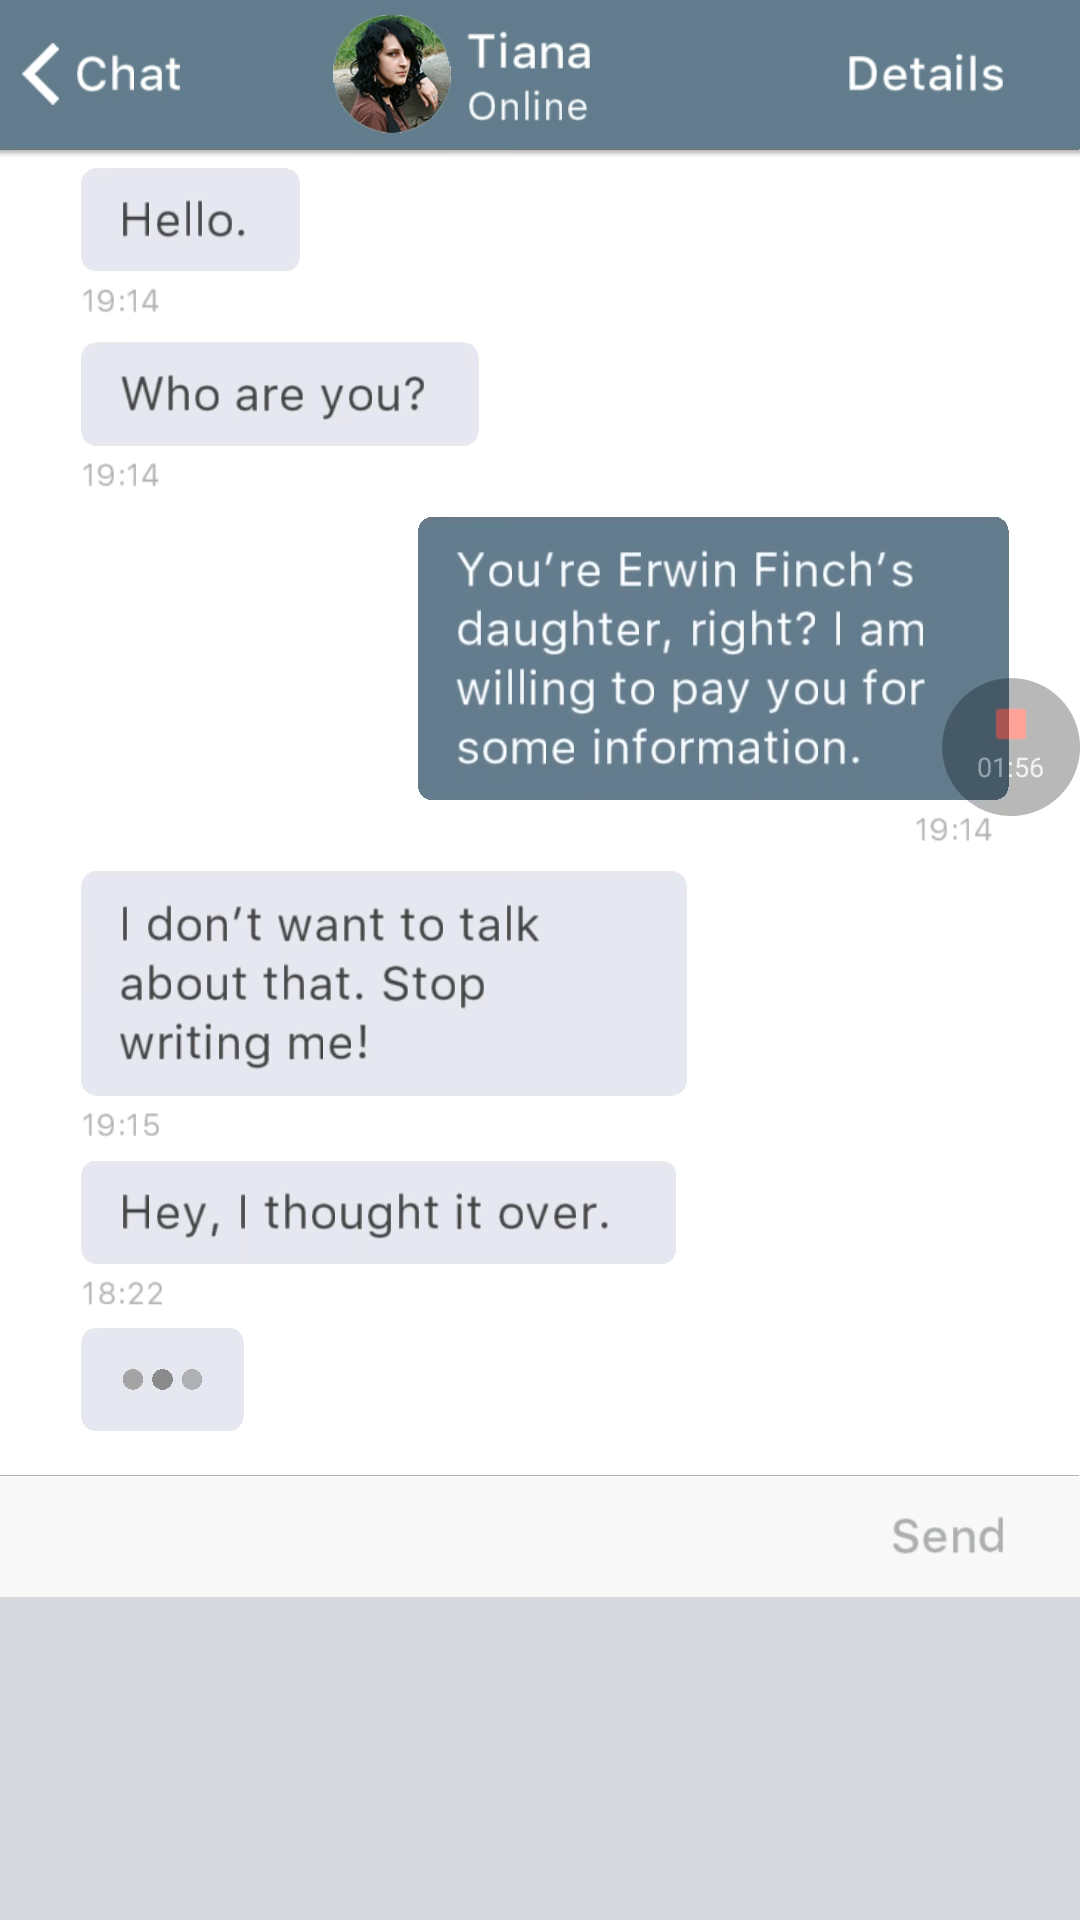 Chat
Tiana
Online
Details
Hello.
19:14
Who are you?
19:14
You’re Erwin Finch’s
daughter, right? I am
willing to pay you for
some information.
01:56
19:14
I don’t want to talk
about that. Stop
writing me!
19:15
Hey, I thought it over.
18:22
Send